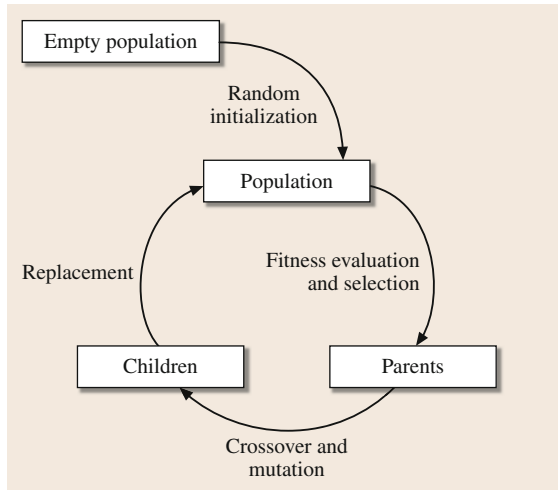 Empty population
Random
initialization
Population
Fitness evaluation
and selection
Replacement
Children
Parents
Crossover and
mutation